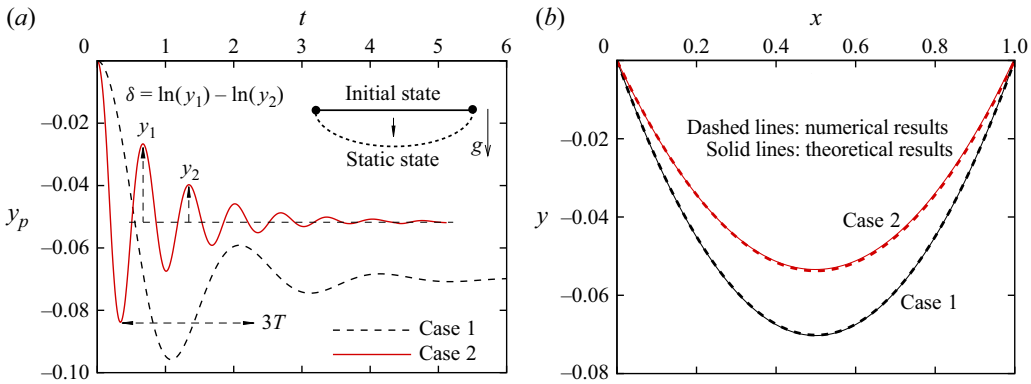 (a)
t
0 1 2 3 4 5 6
δ = ln(y₁) – ln(y₂)
Initial state
Static state
g
y₁
y₂
3T
Case 1
Case 2
yₚ
–0.02
–0.04
–0.06
–0.08
–0.10
(b)
x
0 0.2 0.4 0.6 0.8 1.0
Dashed lines: numerical results
Solid lines: theoretical results
Case 2
Case 1
y
–0.02
–0.04
–0.06
–0.08